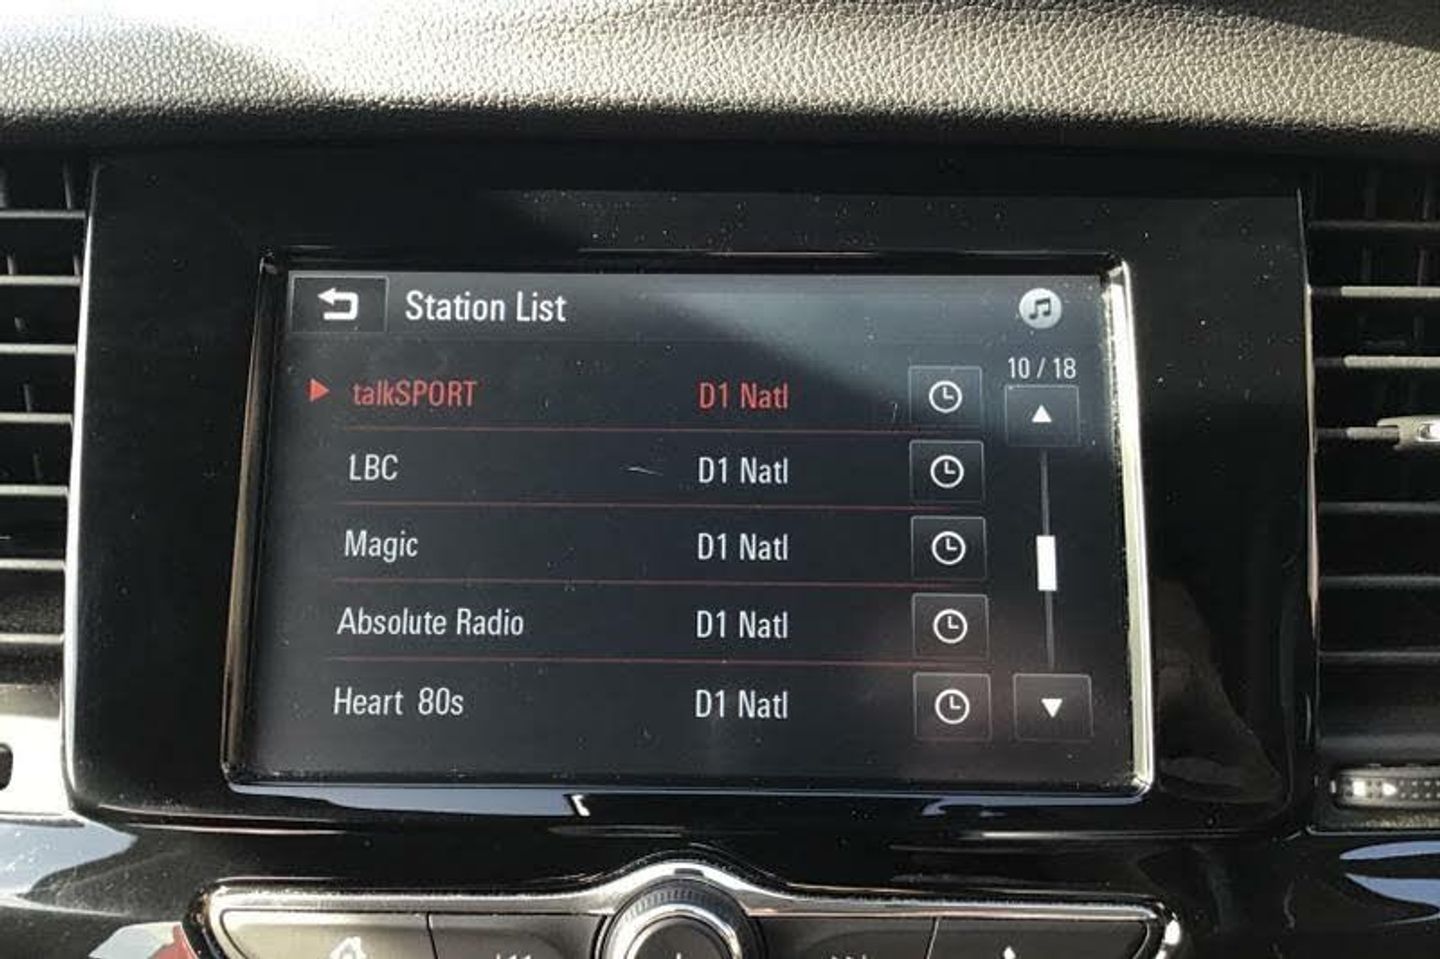 Station List
10 / 18
talkSPORT D1 Natl
LBC D1 Natl
Magic D1 Natl
Absolute Radio D1 Natl
Heart 80s D1 Natl